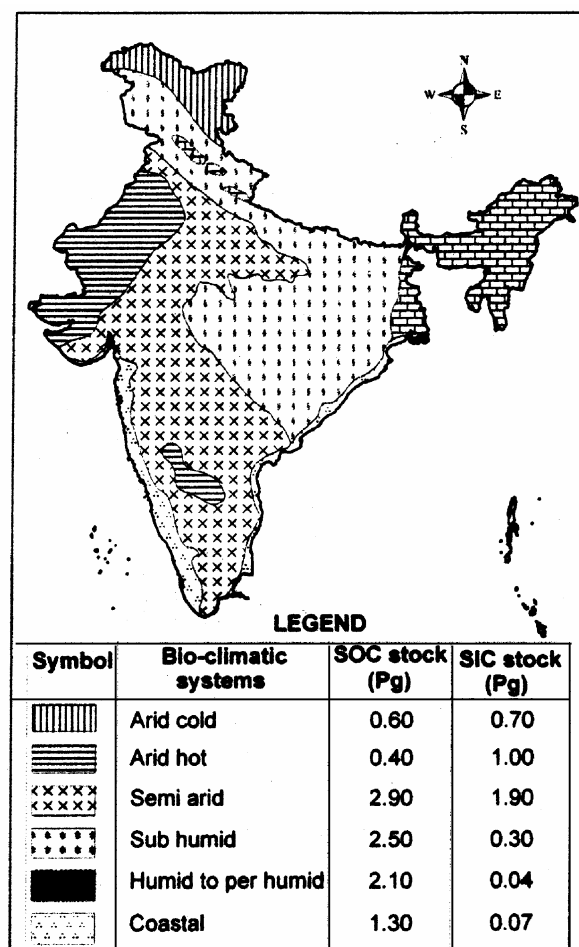 N
W E
S
LEGEND
Symbol Bio-climatic systems SOC stock (Pg) SIC stock (Pg)
Arid cold 0.60 0.70
Arid hot 0.40 1.00
Semi arid 2.90 1.90
Sub humid 2.50 0.30
Humid to per humid 2.10 0.04
Coastal 1.30 0.07